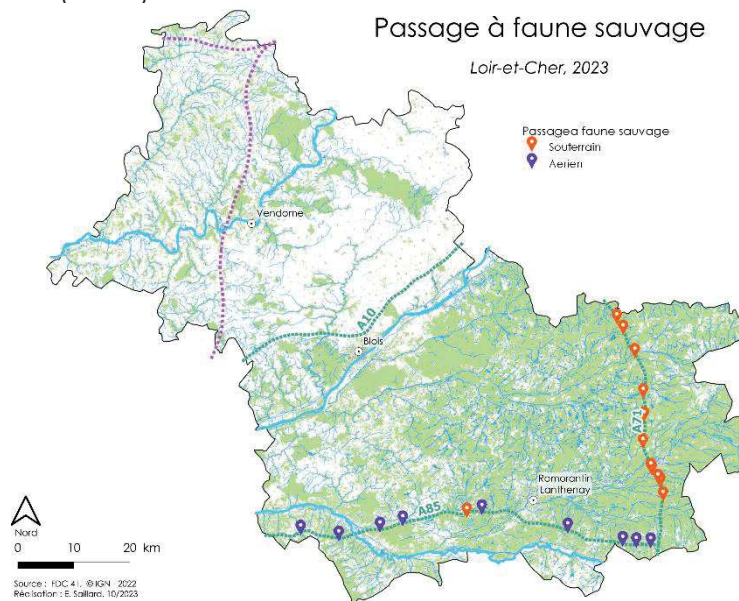 Passage à faune sauvage
Loir-et-Cher, 2023
Passagea faune sauvage
Souterrain
Aerien
Vendome
A10
Blois
A71
Romorantin
Lanthenay
A85
Nord
0 10 20 km
Source : FDC 41, © IGN 2022
Réalisation : E. Saillard, 10/2023